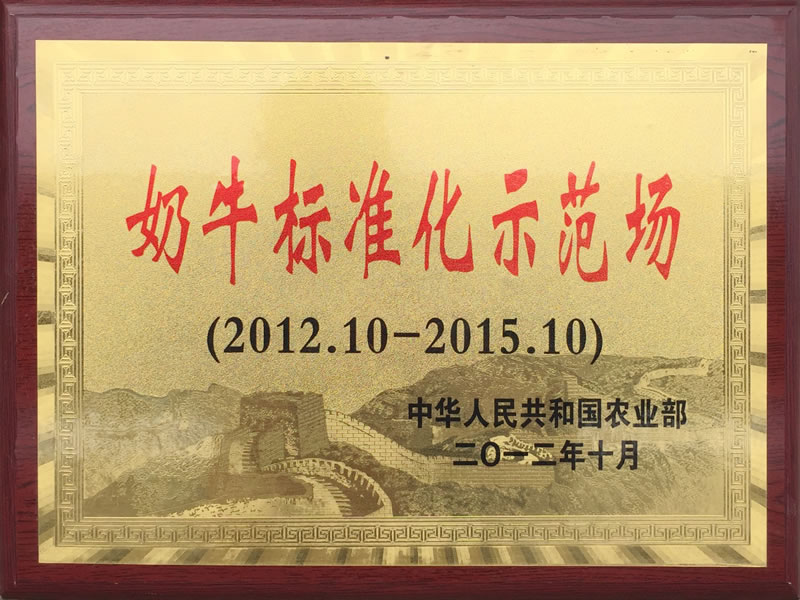 奶牛标准化示范场
(2012.10-2015.10)
中华人民共和国农业部
二〇一二年十月